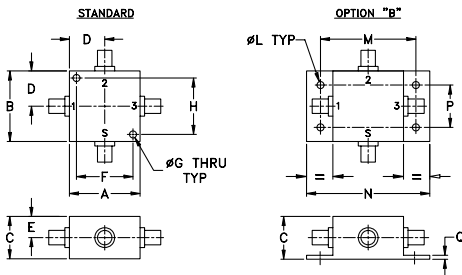 STANDARD
D
D
B
2
1
3
S
H
ØG THRU
TYP
F
A
C
E
OPTION "B"
ØL TYP
M
2
1
3
S
P
=
=
N
C
Q